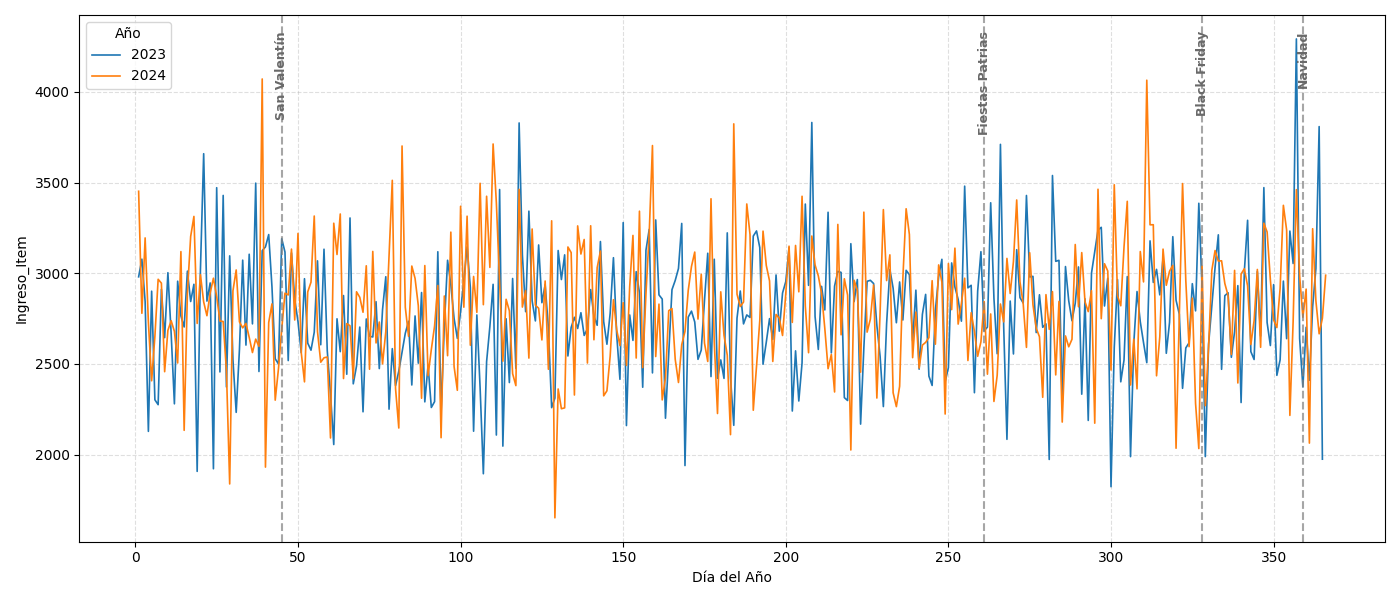 Año
2023
2024
San Valentín
Fiestas Patrias
Black Friday
Navidad
Ingreso_Item
4000
3500
3000
2500
2000
0
50
100
150
200
250
300
350
Día del Año